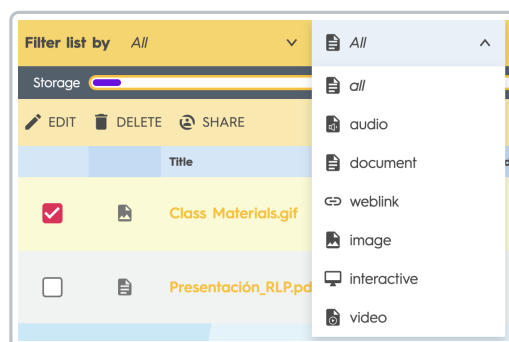 Filter list by All
All
Storage
all
EDIT DELETE SHARE
audio
Title
document
weblink
Class Materials.gif
image
interactive
Presentación_RLP.pd
video